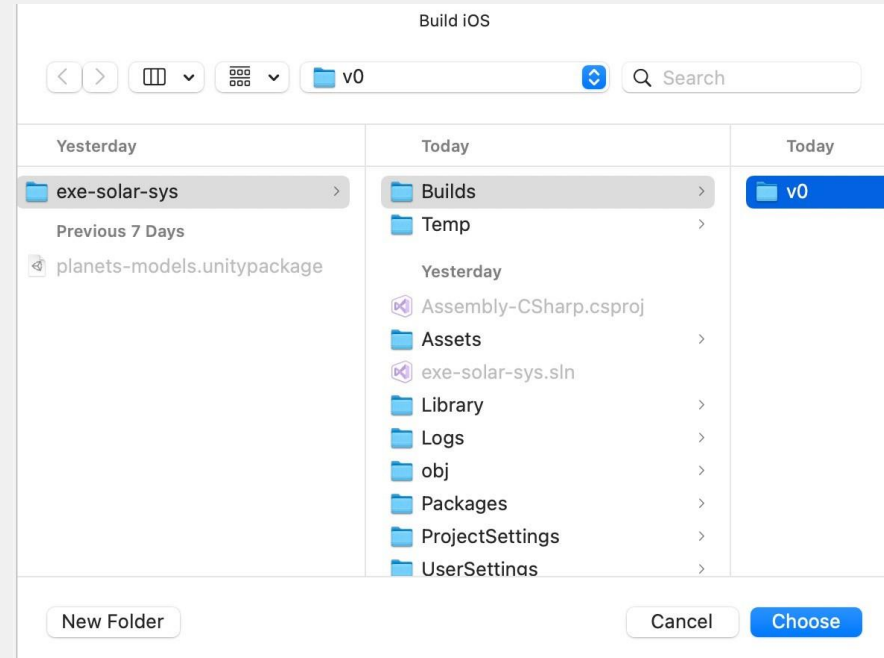 Build iOS
v0
Search
Yesterday
exe-solar-sys
Previous 7 Days
planets-models.unitypackage
Today
Builds
Temp
Yesterday
Assembly-CSharp.csproj
Assets
exe-solar-sys.sln
Library
Logs
obj
Packages
ProjectSettings
UserSettings
Today
v0
New Folder
Cancel
Choose